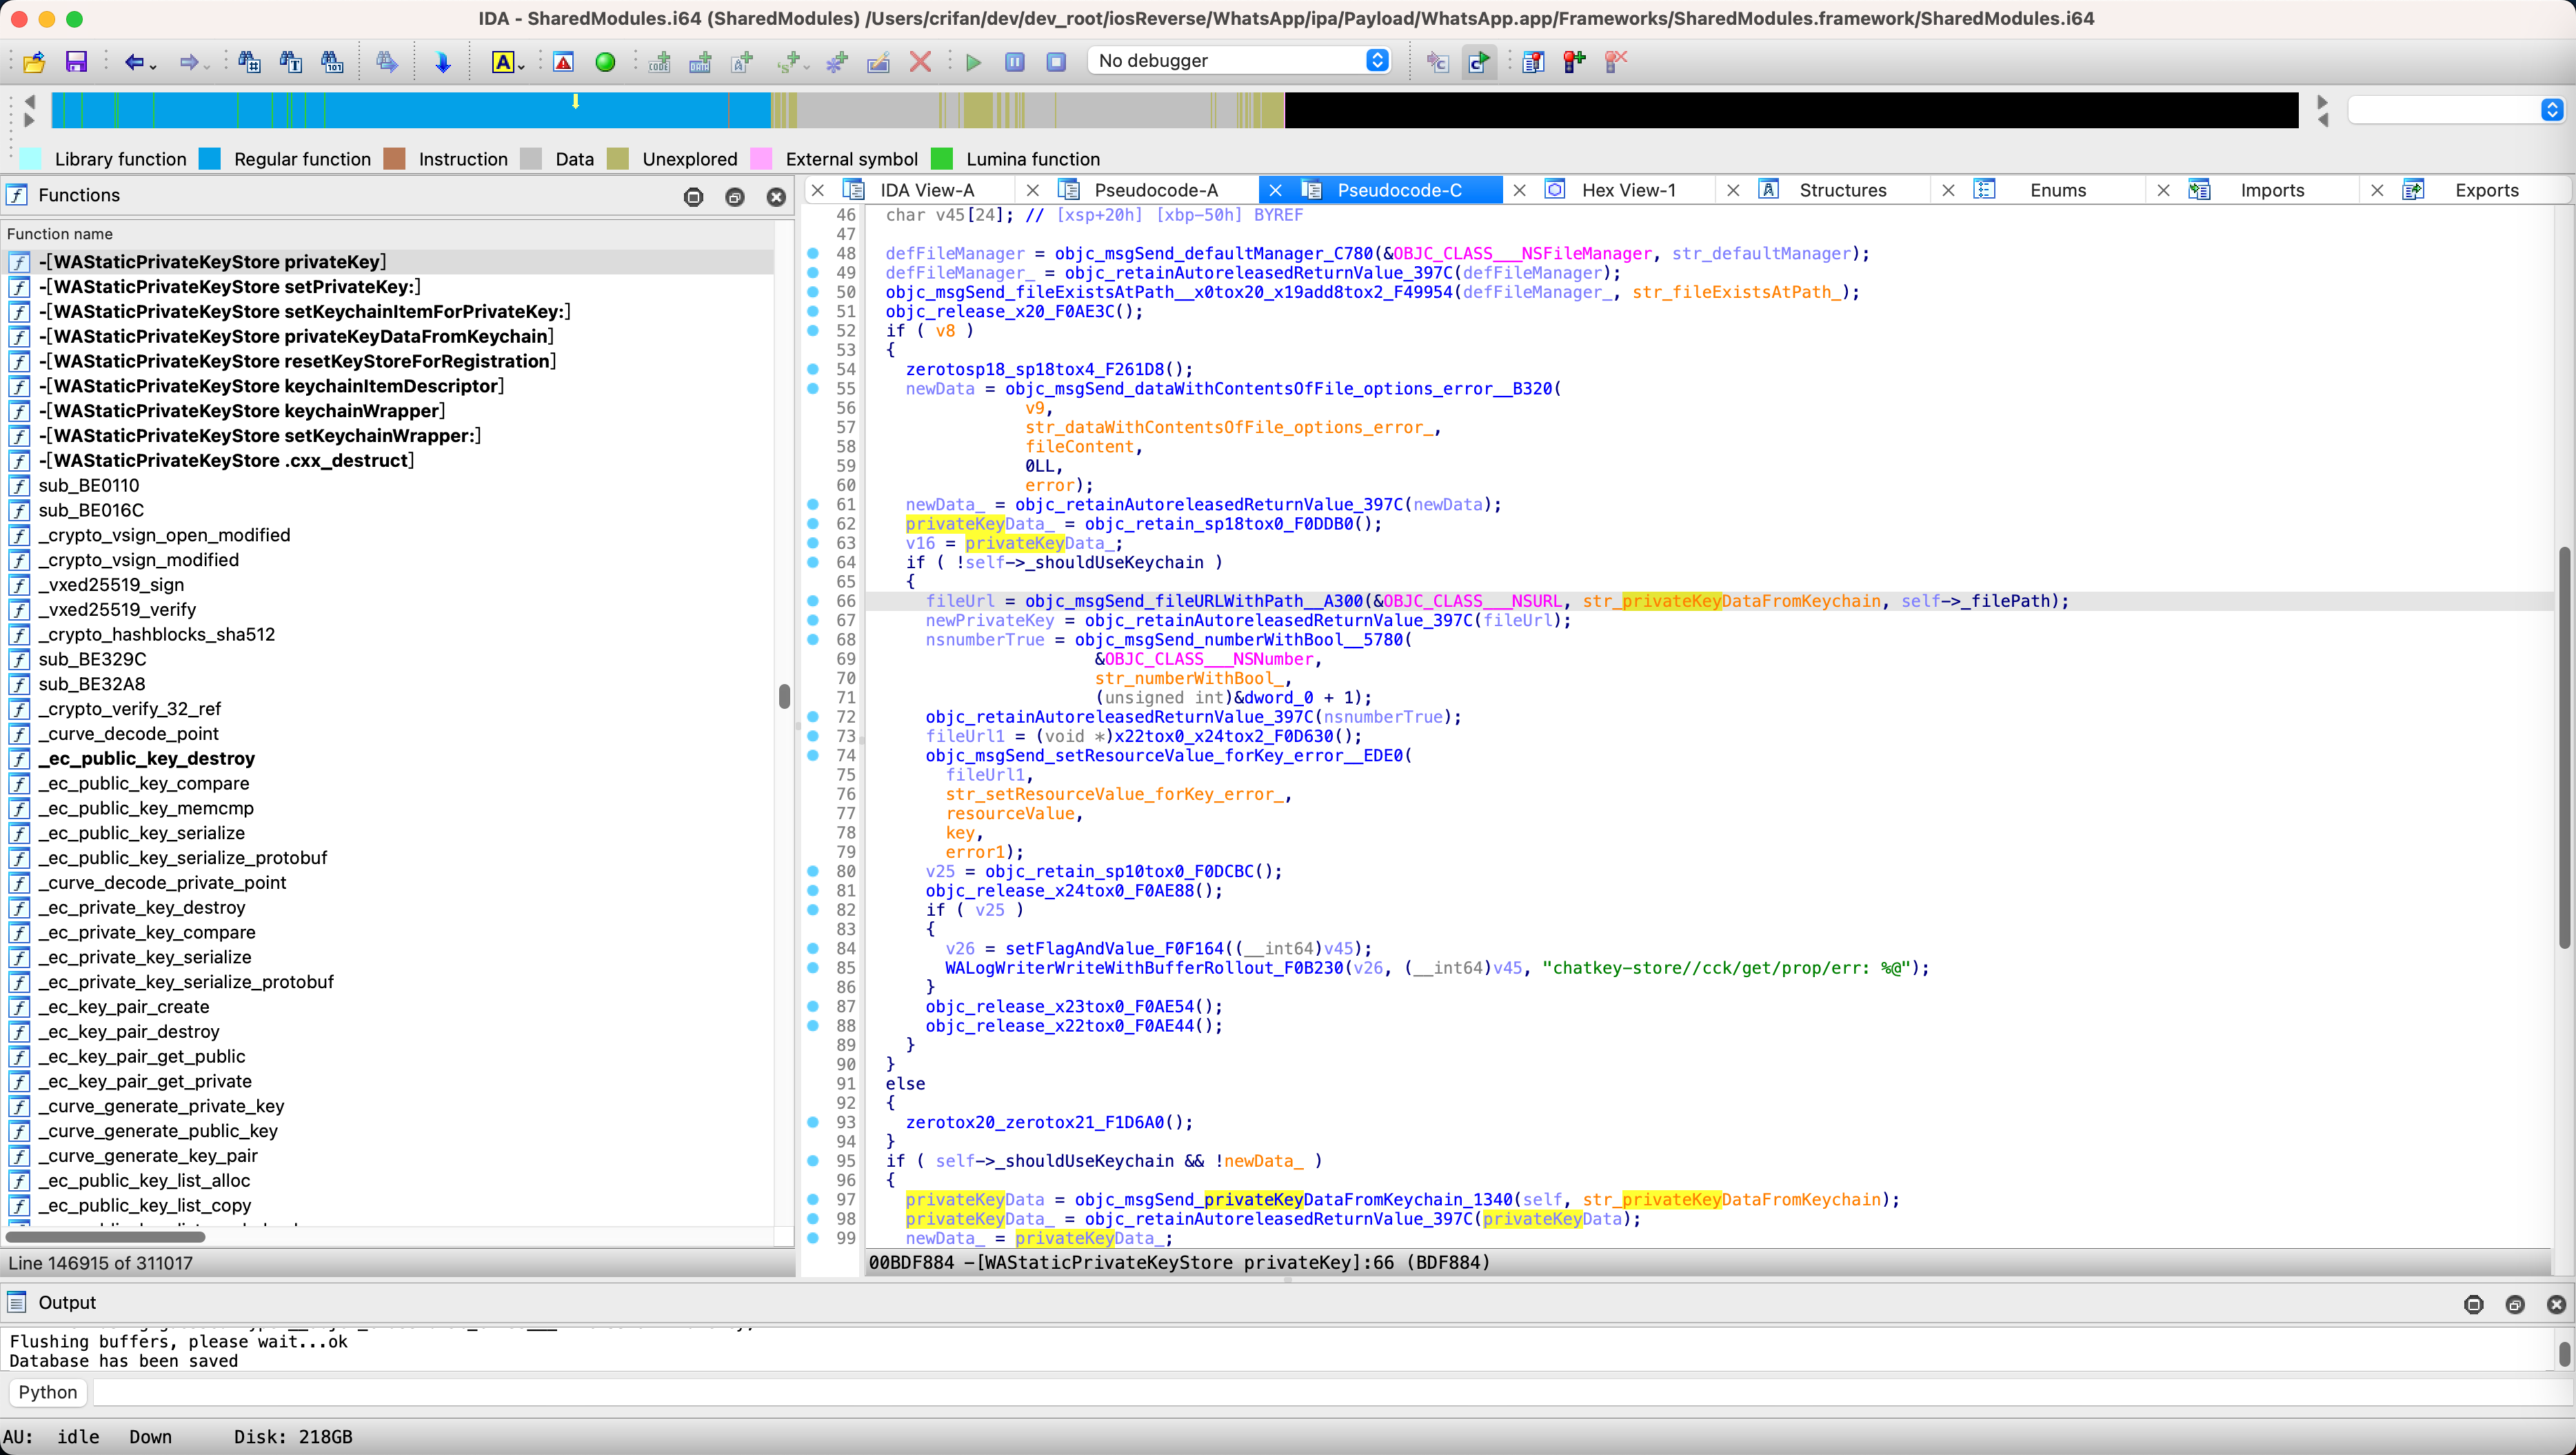 IDA - SharedModules.i64 (SharedModules) /Users/crifan/dev/dev_root/iosReverse/WhatsApp/ipa/Payload/WhatsApp.app/Frameworks/SharedModules.framework/SharedModules.i64
No debugger
Library function Regular function Instruction Data Unexplored External symbol Lumina function
Functions
Function name
-[WAStaticPrivateKeyStore privateKey]
-[WAStaticPrivateKeyStore setPrivateKey:]
-[WAStaticPrivateKeyStore setKeychainItemForPrivateKey:]
-[WAStaticPrivateKeyStore privateKeyDataFromKeychain]
-[WAStaticPrivateKeyStore resetKeyStoreForRegistration]
-[WAStaticPrivateKeyStore keychainItemDescriptor]
-[WAStaticPrivateKeyStore keychainWrapper]
-[WAStaticPrivateKeyStore setKeychainWrapper:]
-[WAStaticPrivateKeyStore .cxx_destruct]
sub_BE0110
sub_BE016C
_crypto_vsign_open_modified
_crypto_vsign_modified
_vxed25519_sign
_vxed25519_verify
_crypto_hashblocks_sha512
sub_BE329C
sub_BE32A8
_crypto_verify_32_ref
_curve_decode_point
_ec_public_key_destroy
_ec_public_key_compare
_ec_public_key_memcmp
_ec_public_key_serialize
_ec_public_key_serialize_protobuf
_curve_decode_private_point
_ec_private_key_destroy
_ec_private_key_compare
_ec_private_key_serialize
_ec_private_key_serialize_protobuf
_ec_key_pair_create
_ec_key_pair_destroy
_ec_key_pair_get_public
_ec_key_pair_get_private
_curve_generate_private_key
_curve_generate_public_key
_curve_generate_key_pair
_ec_public_key_list_alloc
_ec_public_key_list_copy
Line 146915 of 311017
IDA View-A Pseudocode-A Pseudocode-C Hex View-1 Structures Enums Imports Exports
46 char v45[24]; // [xsp+20h] [xbp-50h] BYREF
47
48 defFileManager = objc_msgSend_defaultManager_C780(&OBJC_CLASS___NSFileManager, str_defaultManager);
49 defFileManager_ = objc_retainAutoreleasedReturnValue_397C(defFileManager);
50 objc_msgSend_fileExistsAtPath__x0tox20_x19add8tox2_F49954(defFileManager_, str_fileExistsAtPath_);
51 objc_release_x20_F0AE3C();
52 if ( v8 )
53 {
54 zerotosp18_sp18tox4_F261D8();
55 newData = objc_msgSend_dataWithContentsOfFile_options_error__B320(
56 v9,
57 str_dataWithContentsOfFile_options_error_,
58 fileContent,
59 0LL,
60 error);
61 newData_ = objc_retainAutoreleasedReturnValue_397C(newData);
62 privateKeyData_ = objc_retain_sp18tox0_F0DDB0();
63 v16 = privateKeyData_;
64 if ( !self->_shouldUseKeychain )
65 {
66 fileUrl = objc_msgSend_fileURLWithPath__A300(&OBJC_CLASS___NSURL, str_privateKeyDataFromKeychain, self->_filePath);
67 newPrivateKey = objc_retainAutoreleasedReturnValue_397C(fileUrl);
68 nsnumberTrue = objc_msgSend_numberWithBool__5780(
69 &OBJC_CLASS___NSNumber,
70 str_numberWithBool_,
71 (unsigned int)&dword_0 + 1);
72 objc_retainAutoreleasedReturnValue_397C(nsnumberTrue);
73 fileUrl1 = (void *)x22tox0_x24tox2_F0D630();
74 objc_msgSend_setResourceValue_forKey_error__EDE0(
75 fileUrl1,
76 str_setResourceValue_forKey_error_,
77 resourceValue,
78 key,
79 error1);
80 v25 = objc_retain_sp10tox0_F0DCBC();
81 objc_release_x24tox0_F0AE88();
82 if ( v25 )
83 {
84 v26 = setFlagAndValue_F0F164((__int64)v45);
85 WALogWriterWriteWithBufferRollout_F0B230(v26, (__int64)v45, "chatkey-store//cck/get/prop/err: %@");
86 }
87 objc_release_x23tox0_F0AE54();
88 objc_release_x22tox0_F0AE44();
89 }
90 }
91 else
92 {
93 zerotox20_zerotox21_F1D6A0();
94 }
95 if ( self->_shouldUseKeychain && !newData_ )
96 {
97 privateKeyData = objc_msgSend_privateKeyDataFromKeychain_1340(self, str_privateKeyDataFromKeychain);
98 privateKeyData_ = objc_retainAutoreleasedReturnValue_397C(privateKeyData);
99 newData_ = privateKeyData_;
00BDF884 -[WAStaticPrivateKeyStore privateKey]:66 (BDF884)
Output
Flushing buffers, please wait...ok
Database has been saved
Python
AU: idle Down Disk: 218GB